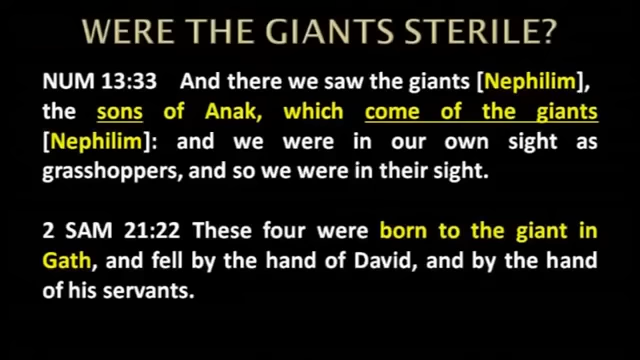 WERE THE GIANTS STERILE?
NUM 13:33 And there we saw the giants [Nephilim],
the sons of Anak, which come of the giants
[Nephilim]: and we were in our own sight as
grasshoppers, and so we were in their sight.
2 SAM 21:22 These four were born to the giant in
Gath, and fell by the hand of David, and by the hand
of his servants.